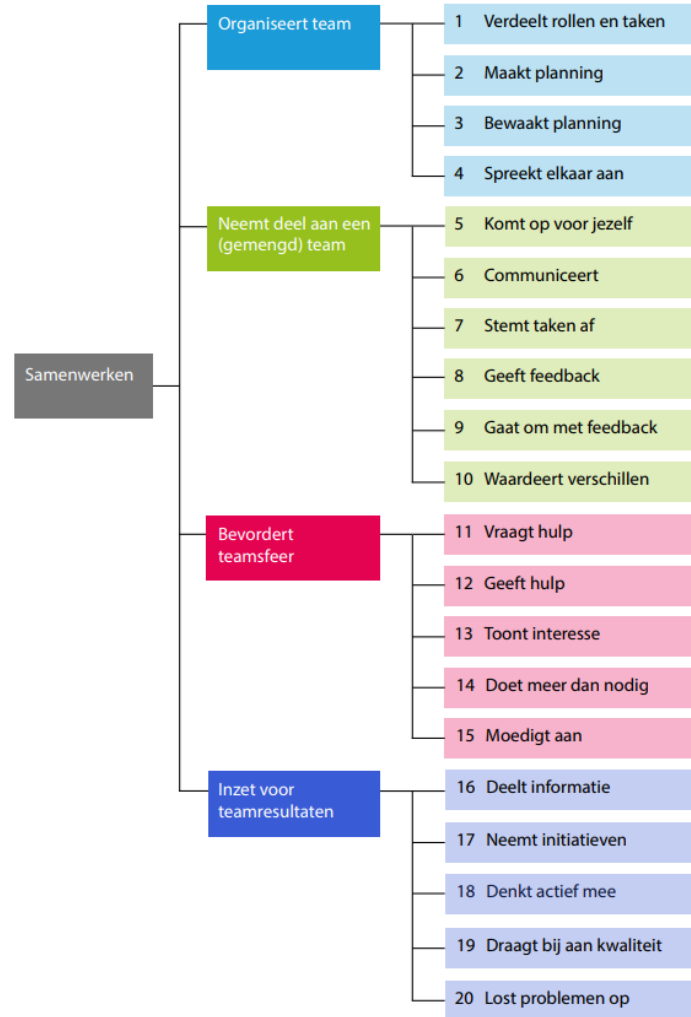 Samenwerken
Organiseert team
1 Verdeelt rollen en taken
2 Maakt planning
3 Bewaakt planning
4 Spreekt elkaar aan
Neemt deel aan een
(gemengd) team
5 Komt op voor jezelf
6 Communiceert
7 Stemt taken af
8 Geeft feedback
9 Gaat om met feedback
10 Waardeert verschillen
Bevordert
teamsfeer
11 Vraagt hulp
12 Geeft hulp
13 Toont interesse
14 Doet meer dan nodig
15 Moedigt aan
Inzet voor
teamresultaten
16 Deelt informatie
17 Neemt initiatieven
18 Denkt actief mee
19 Draagt bij aan kwaliteit
20 Lost problemen op